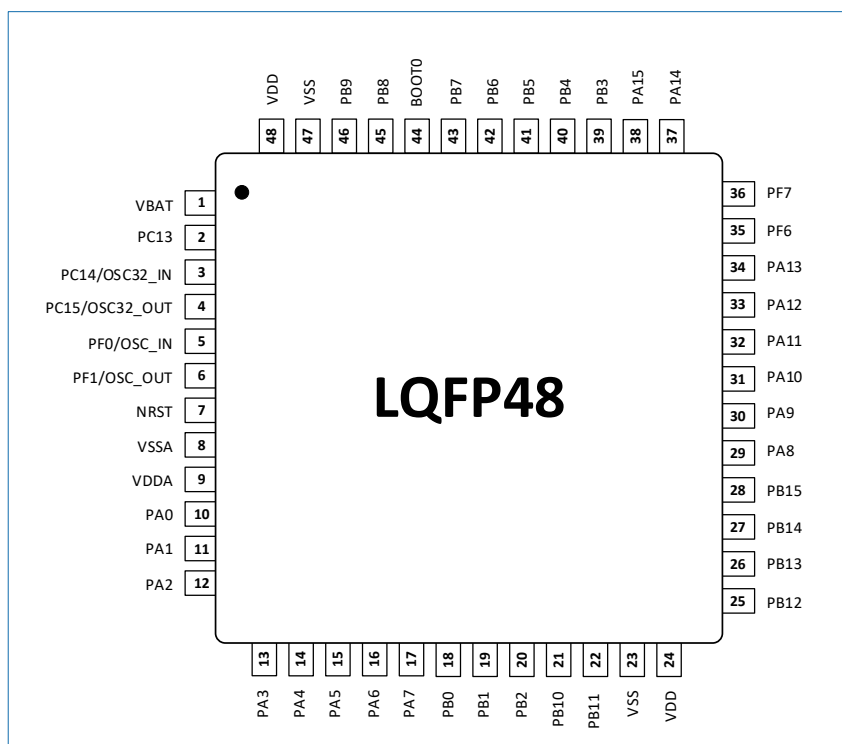 VDD VSS PB9 PB8 BOOT0 PB7 PB6 PB5 PB4 PB3 PA15 PA14
48 47 46 45 44 43 42 41 40 39 38 37
VBAT 1
PC13 2
PC14/OSC32_IN 3
PC15/OSC32_OUT 4
PF0/OSC_IN 5
PF1/OSC_OUT 6
NRST 7
VSSA 8
VDDA 9
PA0 10
PA1 11
PA2 12
LQFP48
36 PF7
35 PF6
34 PA13
33 PA12
32 PA11
31 PA10
30 PA9
29 PA8
28 PB15
27 PB14
26 PB13
25 PB12
13 14 15 16 17 18 19 20 21 22 23 24
PA3 PA4 PA5 PA6 PA7 PB0 PB1 PB2 PB10 PB11 VSS VDD